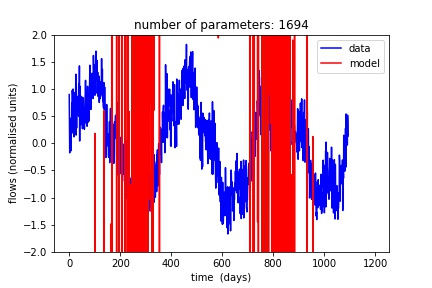 number of parameters: 1694
2.0
1.5
1.0
0.5
0.0
−0.5
−1.0
−1.5
−2.0
flows (normalised units)
data
model
0 200 400 600 800 1000 1200
time (days)